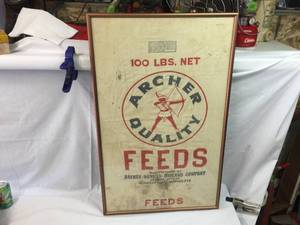 100 LBS. NET
ARCHER
QUALITY
FEEDS
ARCHER-DANIELS-MIDLAND COMPANY
FEEDS